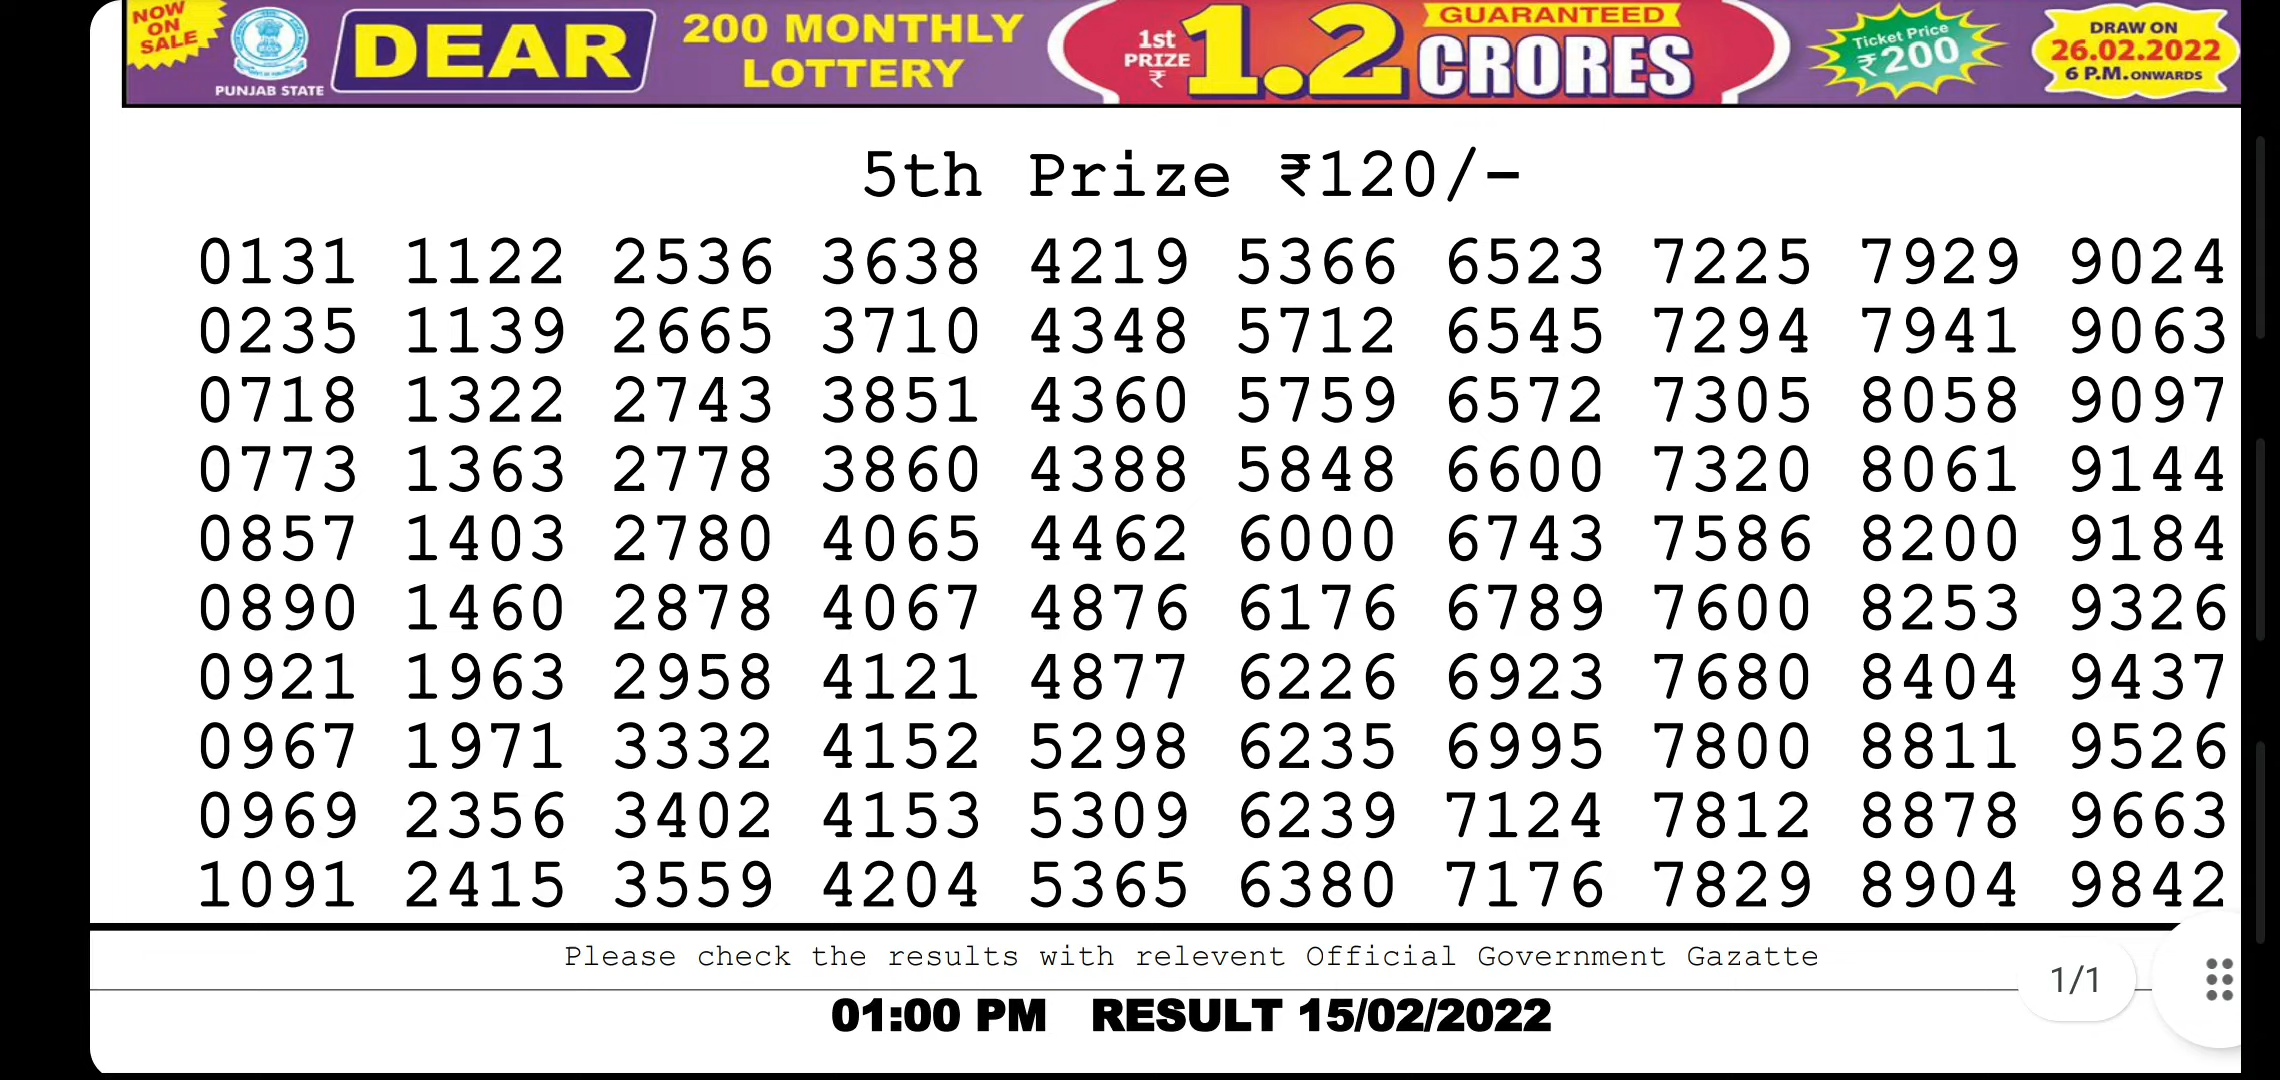 NOW
ON
SALE
PUNJAB STATE
DEAR
200 MONTHLY
LOTTERY
1st
PRIZE
₹
1.2
GUARANTEED
CRORES
Ticket Price
₹200
DRAW ON
26.02.2022
6 P.M. ONWARDS
5th Prize ₹120/-
0131 1122 2536 3638 4219 5366 6523 7225 7929 9024
0235 1139 2665 3710 4348 5712 6545 7294 7941 9063
0718 1322 2743 3851 4360 5759 6572 7305 8058 9097
0773 1363 2778 3860 4388 5848 6600 7320 8061 9144
0857 1403 2780 4065 4462 6000 6743 7586 8200 9184
0890 1460 2878 4067 4876 6176 6789 7600 8253 9326
0921 1963 2958 4121 4877 6226 6923 7680 8404 9437
0967 1971 3332 4152 5298 6235 6995 7800 8811 9526
0969 2356 3402 4153 5309 6239 7124 7812 8878 9663
1091 2415 3559 4204 5365 6380 7176 7829 8904 9842
Please check the results with relevent Official Government Gazatte
1/1
01:00 PM RESULT 15/02/2022